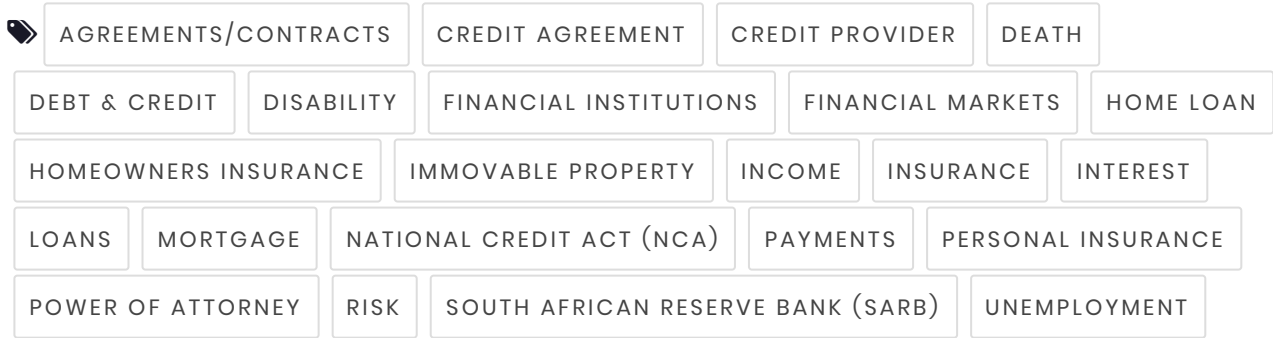 AGREEMENTS/CONTRACTS CREDIT AGREEMENT CREDIT PROVIDER DEATH
DEBT & CREDIT DISABILITY FINANCIAL INSTITUTIONS FINANCIAL MARKETS HOME LOAN
HOMEOWNERS INSURANCE IMMOVABLE PROPERTY INCOME INSURANCE INTEREST
LOANS MORTGAGE NATIONAL CREDIT ACT (NCA) PAYMENTS PERSONAL INSURANCE
POWER OF ATTORNEY RISK SOUTH AFRICAN RESERVE BANK (SARB) UNEMPLOYMENT